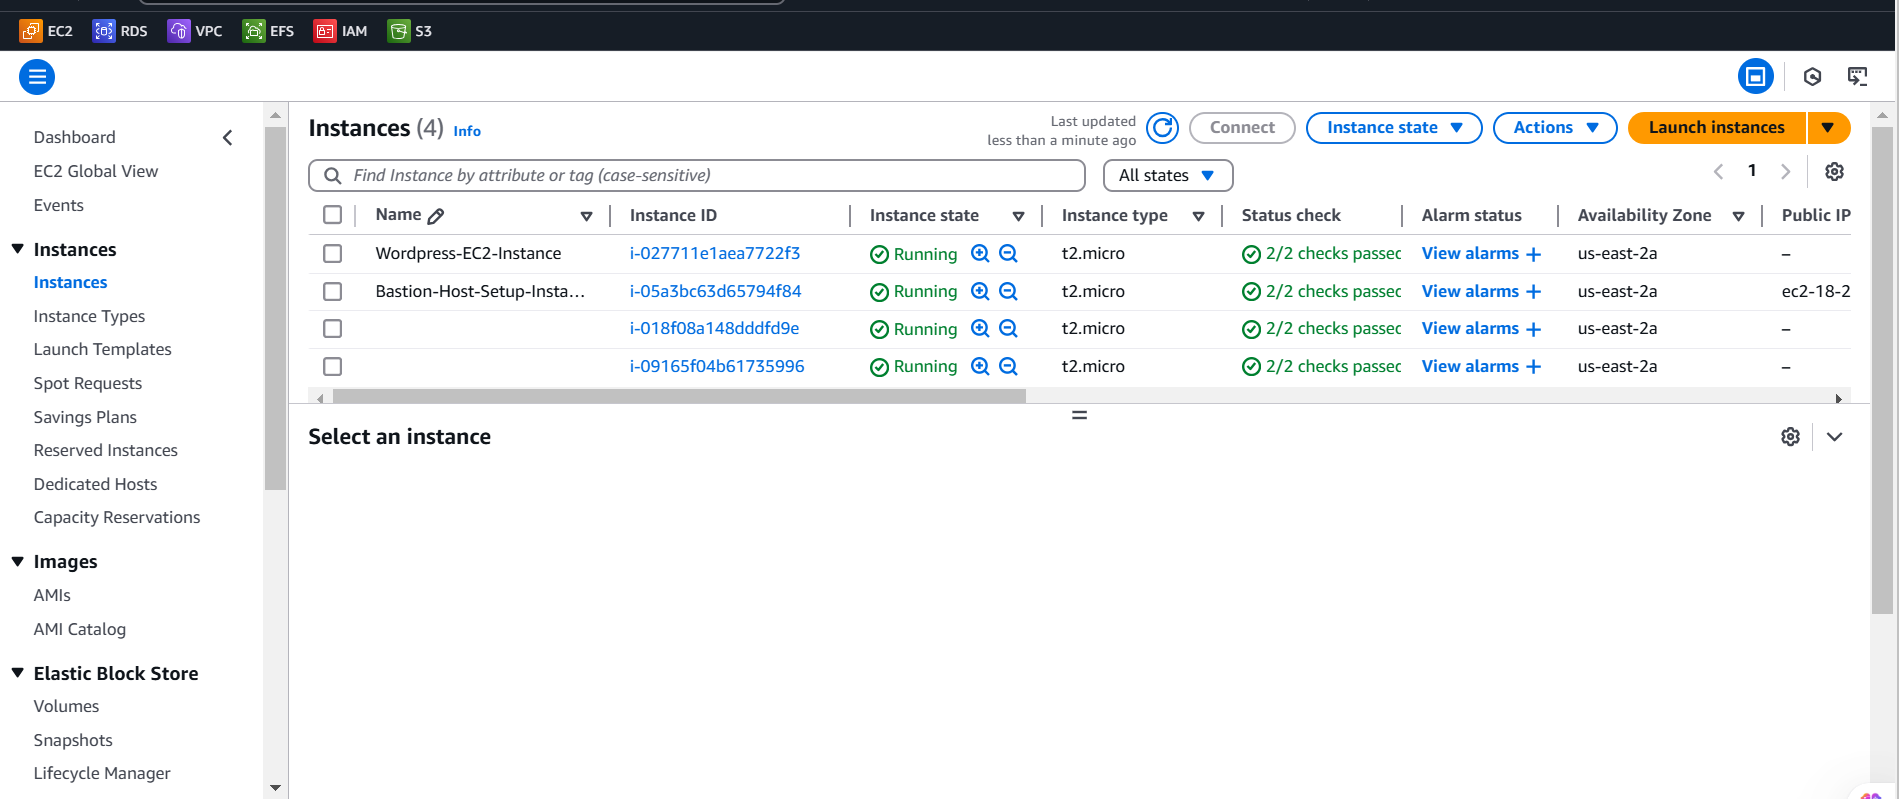 EC2 RDS VPC EFS IAM S3
Dashboard
EC2 Global View
Events
Instances
Instances
Instance Types
Launch Templates
Spot Requests
Savings Plans
Reserved Instances
Dedicated Hosts
Capacity Reservations
Images
AMIs
AMI Catalog
Elastic Block Store
Volumes
Snapshots
Lifecycle Manager
Instances (4) Info
Last updated
less than a minute ago
Connect Instance state Actions Launch instances
Find Instance by attribute or tag (case-sensitive) All states 1
Name Instance ID Instance state Instance type Status check Alarm status Availability Zone Public IP
Wordpress-EC2-Instance i-027711e1aea7722f3 Running t2.micro 2/2 checks passec View alarms + us-east-2a –
Bastion-Host-Setup-Insta... i-05a3bc63d65794f84 Running t2.micro 2/2 checks passec View alarms + us-east-2a ec2-18-2
i-018f08a148dddfd9e Running t2.micro 2/2 checks passec View alarms + us-east-2a –
i-09165f04b61735996 Running t2.micro 2/2 checks passec View alarms + us-east-2a –
Select an instance